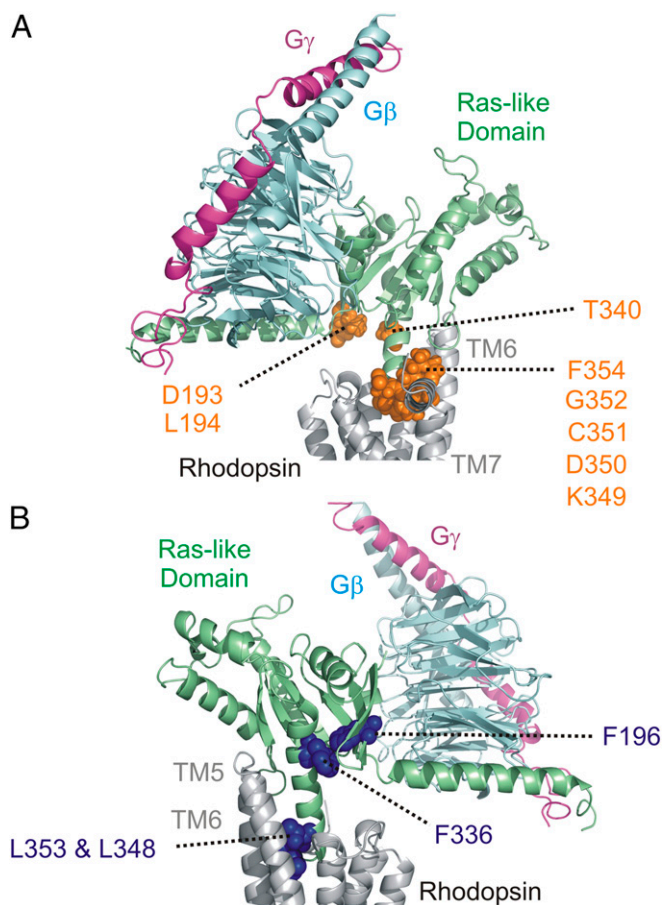 A
Gγ
Gβ
Ras-like
Domain
T340
TM6
F354
D193
G352
L194
C351
Rhodopsin
TM7
D350
K349
B
Gγ
Ras-like
Domain
Gβ
F196
TM5
TM6
F336
L353 & L348
Rhodopsin